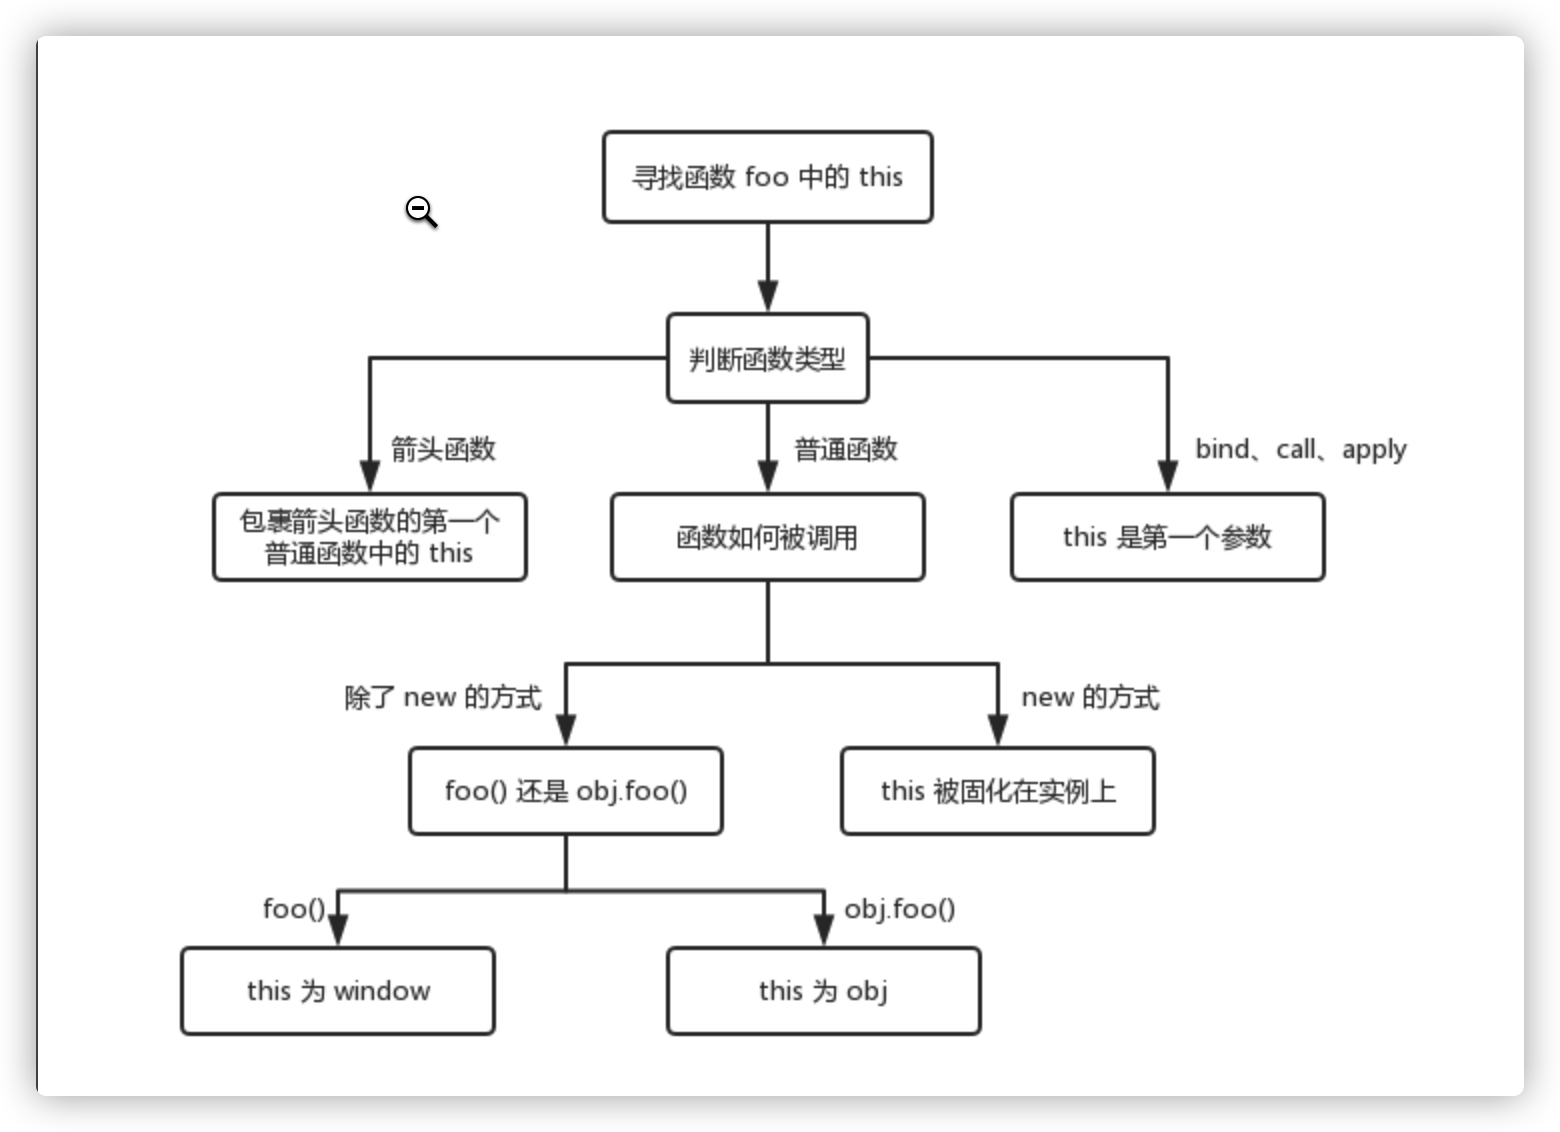 寻找函数 foo 中的 this
判断函数类型
箭头函数
普通函数
bind、call、apply
包裹箭头函数的第一个
普通函数中的 this
函数如何被调用
this 是第一个参数
除了 new 的方式
new 的方式
foo() 还是 obj.foo()
this 被固化在实例上
foo()
obj.foo()
this 为 window
this 为 obj